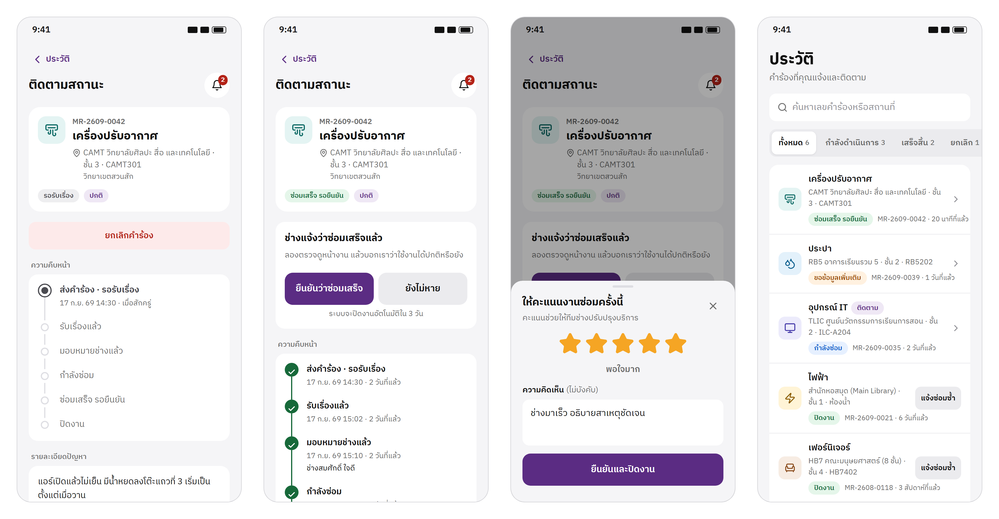 9:41
ประวัติ
ติดตามสถานะ
2
MR-2609-0042
เครื่องปรับอากาศ
CAMT วิทยาลัยศิลปะ สื่อ และเทคโนโลยี ·
ชั้น 3 · CAMT301
วิทยาเขตสวนสัก
รอรับเรื่อง ปกติ
ยกเลิกคำร้อง
ความคืบหน้า
ส่งคำร้อง · รอรับเรื่อง
17 ก.ย. 69 14:30 · เมื่อสักครู่
รับเรื่องแล้ว
มอบหมายช่างแล้ว
กำลังซ่อม
ซ่อมเสร็จ รอยืนยัน
ปิดงาน
รายละเอียดปัญหา
แอร์เปิดแล้วไม่เย็น มีน้ำหยดลงโต๊ะแถวที่ 3 เริ่มเป็น
ตั้งแต่เมื่อวาน
9:41
ประวัติ
ติดตามสถานะ
2
MR-2609-0042
เครื่องปรับอากาศ
CAMT วิทยาลัยศิลปะ สื่อ และเทคโนโลยี ·
ชั้น 3 · CAMT301
วิทยาเขตสวนสัก
ซ่อมเสร็จ รอยืนยัน ปกติ
ช่างแจ้งว่าซ่อมเสร็จแล้ว
ลองตรวจดูหน้างาน แล้วบอกเราว่าใช้งานได้ปกติหรือยัง
ยืนยันว่าซ่อมเสร็จ ยังไม่หาย
ระบบจะปิดงานอัตโนมัติใน 3 วัน
ความคืบหน้า
ส่งคำร้อง · รอรับเรื่อง
17 ก.ย. 69 14:30 · 2 วันที่แล้ว
รับเรื่องแล้ว
17 ก.ย. 69 15:02 · 2 วันที่แล้ว
มอบหมายช่างแล้ว
17 ก.ย. 69 15:10 · 2 วันที่แล้ว
ช่างสมศักดิ์ ใจดี
กำลังซ่อม
9:41
ประวัติ
ติดตามสถานะ
2
MR-2609-0042
เครื่องปรับอากาศ
CAMT วิทยาลัยศิลปะ สื่อ และเทคโนโลยี ·
ชั้น 3 · CAMT301
วิทยาเขตสวนสัก
ซ่อมเสร็จ รอยืนยัน ปกติ
ช่างแจ้งว่าซ่อมเสร็จแล้ว
ลองตรวจดูหน้างาน แล้วบอกเราว่าใช้งานได้ปกติหรือยัง
ให้คะแนนงานซ่อมครั้งนี้
คะแนนช่วยให้ทีมช่างปรับปรุงบริการ
พอใจมาก
ความคิดเห็น (ไม่บังคับ)
ช่างมาเร็ว อธิบายสาเหตุชัดเจน
ยืนยันและปิดงาน
9:41
ประวัติ
คำร้องที่คุณแจ้งและติดตาม
ค้นหาเลขคำร้องหรือสถานที่
ทั้งหมด 6 กำลังดำเนินการ 3 เสร็จสิ้น 2 ยกเลิก 1
เครื่องปรับอากาศ
CAMT วิทยาลัยศิลปะ สื่อ และเทคโนโลยี · ชั้น
3 · CAMT301
ซ่อมเสร็จ รอยืนยัน MR-2609-0042 · 20 นาทีที่แล้ว
ประปา
RB5 อาคารเรียนรวม 5 · ชั้น 2 · RB5202
ขอข้อมูลเพิ่มเติม MR-2609-0039 · 1 วันที่แล้ว
อุปกรณ์ IT ติดตาม
TLIC ศูนย์นวัตกรรมการเรียนการสอน · ชั้น
2 · ILC-A204
กำลังซ่อม MR-2609-0035 · 2 วันที่แล้ว
ไฟฟ้า
สำนักหอสมุด (Main Library) ·
ชั้น 1 · ห้องน้ำ
แจ้งซ่อมซ้ำ
ปิดงาน MR-2609-0021 · 6 วันที่แล้ว
เฟอร์นิเจอร์
HB7 คณะมนุษยศาสตร์ (8 ชั้น) ·
ชั้น 4 · HB7402
แจ้งซ่อมซ้ำ
ปิดงาน MR-2608-0118 · 3 สัปดาห์ที่แล้ว